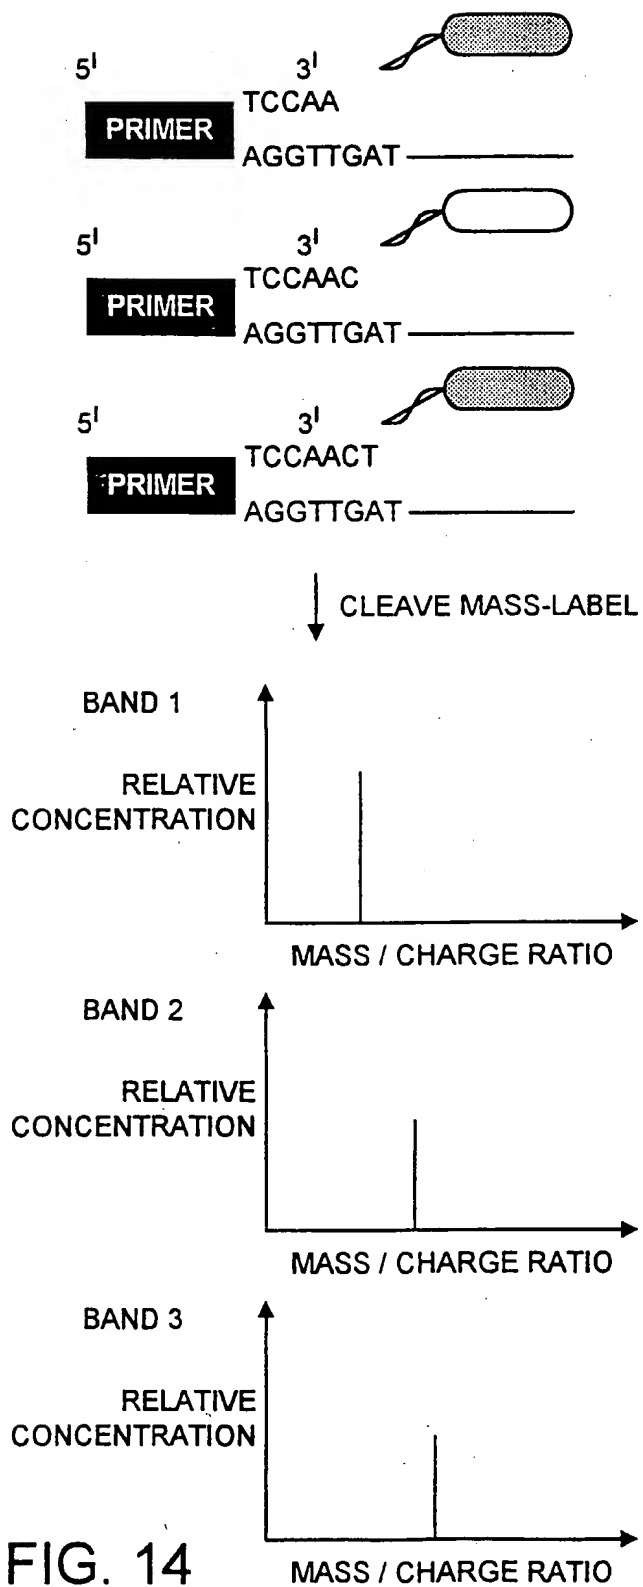 5' 3'
TCCAA
PRIMER
AGGTTGAT
5' 3'
TCCAAC
PRIMER
AGGTTGAT
5' 3'
TCCAACT
PRIMER
AGGTTGAT
CLEAVE MASS-LABEL
BAND 1
RELATIVE
CONCENTRATION
MASS / CHARGE RATIO
BAND 2
RELATIVE
CONCENTRATION
MASS / CHARGE RATIO
BAND 3
RELATIVE
CONCENTRATION
MASS / CHARGE RATIO
FIG. 14